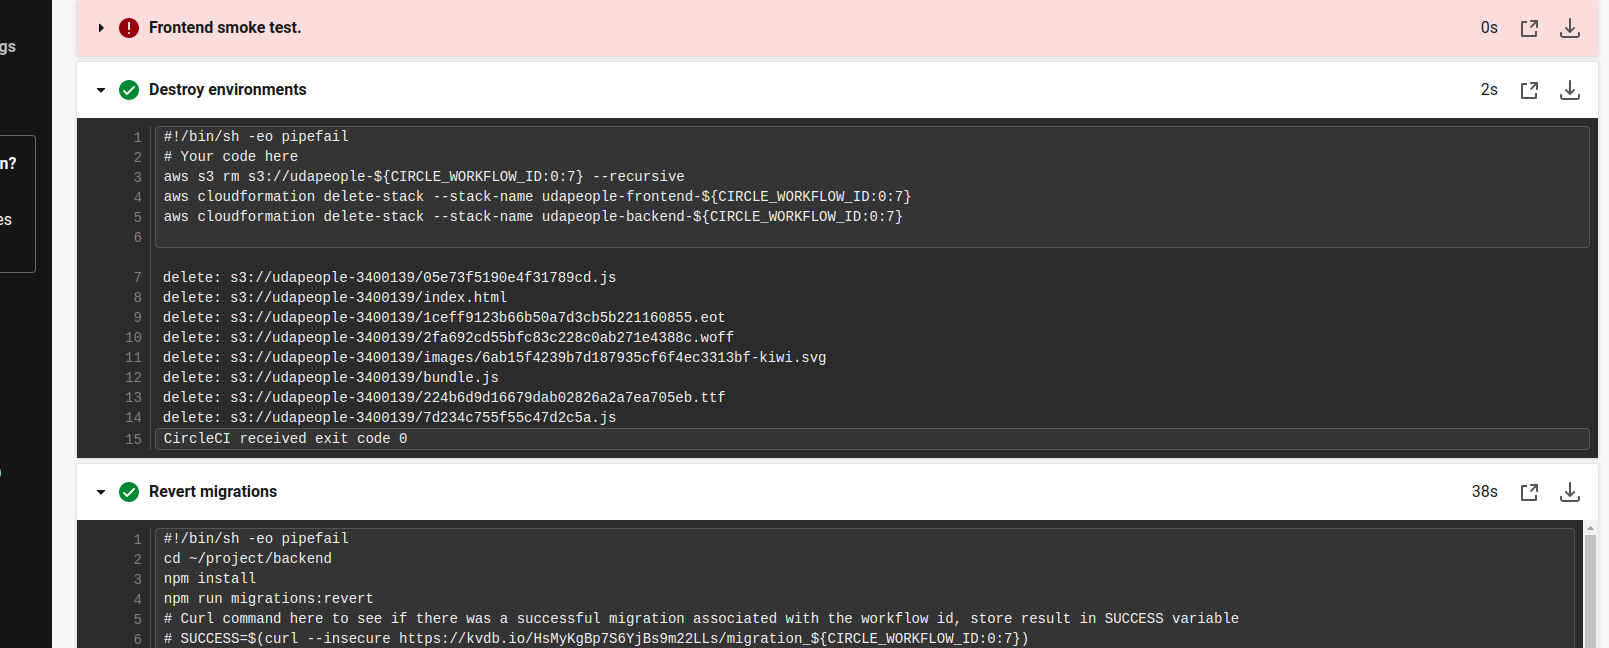 gs
n?
es
Frontend smoke test.
0s
Destroy environments
2s
1 #!/bin/sh -eo pipefail
2 # Your code here
3 aws s3 rm s3://udapeople-${CIRCLE_WORKFLOW_ID:0:7} --recursive
4 aws cloudformation delete-stack --stack-name udapeople-frontend-${CIRCLE_WORKFLOW_ID:0:7}
5 aws cloudformation delete-stack --stack-name udapeople-backend-${CIRCLE_WORKFLOW_ID:0:7}
6
7 delete: s3://udapeople-3400139/05e73f5190e4f31789cd.js
8 delete: s3://udapeople-3400139/index.html
9 delete: s3://udapeople-3400139/1ceff9123b66b50a7d3cb5b221160855.eot
10 delete: s3://udapeople-3400139/2fa692cd55bfc83c228c0ab271e4388c.woff
11 delete: s3://udapeople-3400139/images/6ab15f4239b7d187935cf6f4ec3313bf-kiwi.svg
12 delete: s3://udapeople-3400139/bundle.js
13 delete: s3://udapeople-3400139/224b6d9d16679dab02826a2a7ea705eb.ttf
14 delete: s3://udapeople-3400139/7d234c755f55c47d2c5a.js
15 CircleCI received exit code 0
Revert migrations
38s
1 #!/bin/sh -eo pipefail
2 cd ~/project/backend
3 npm install
4 npm run migrations:revert
5 # Curl command here to see if there was a successful migration associated with the workflow id, store result in SUCCESS variable
6 # SUCCESS=$(curl --insecure https://kvdb.io/HsMyKgBp7S6YjBs9m22LLs/migration_${CIRCLE_WORKFLOW_ID:0:7})